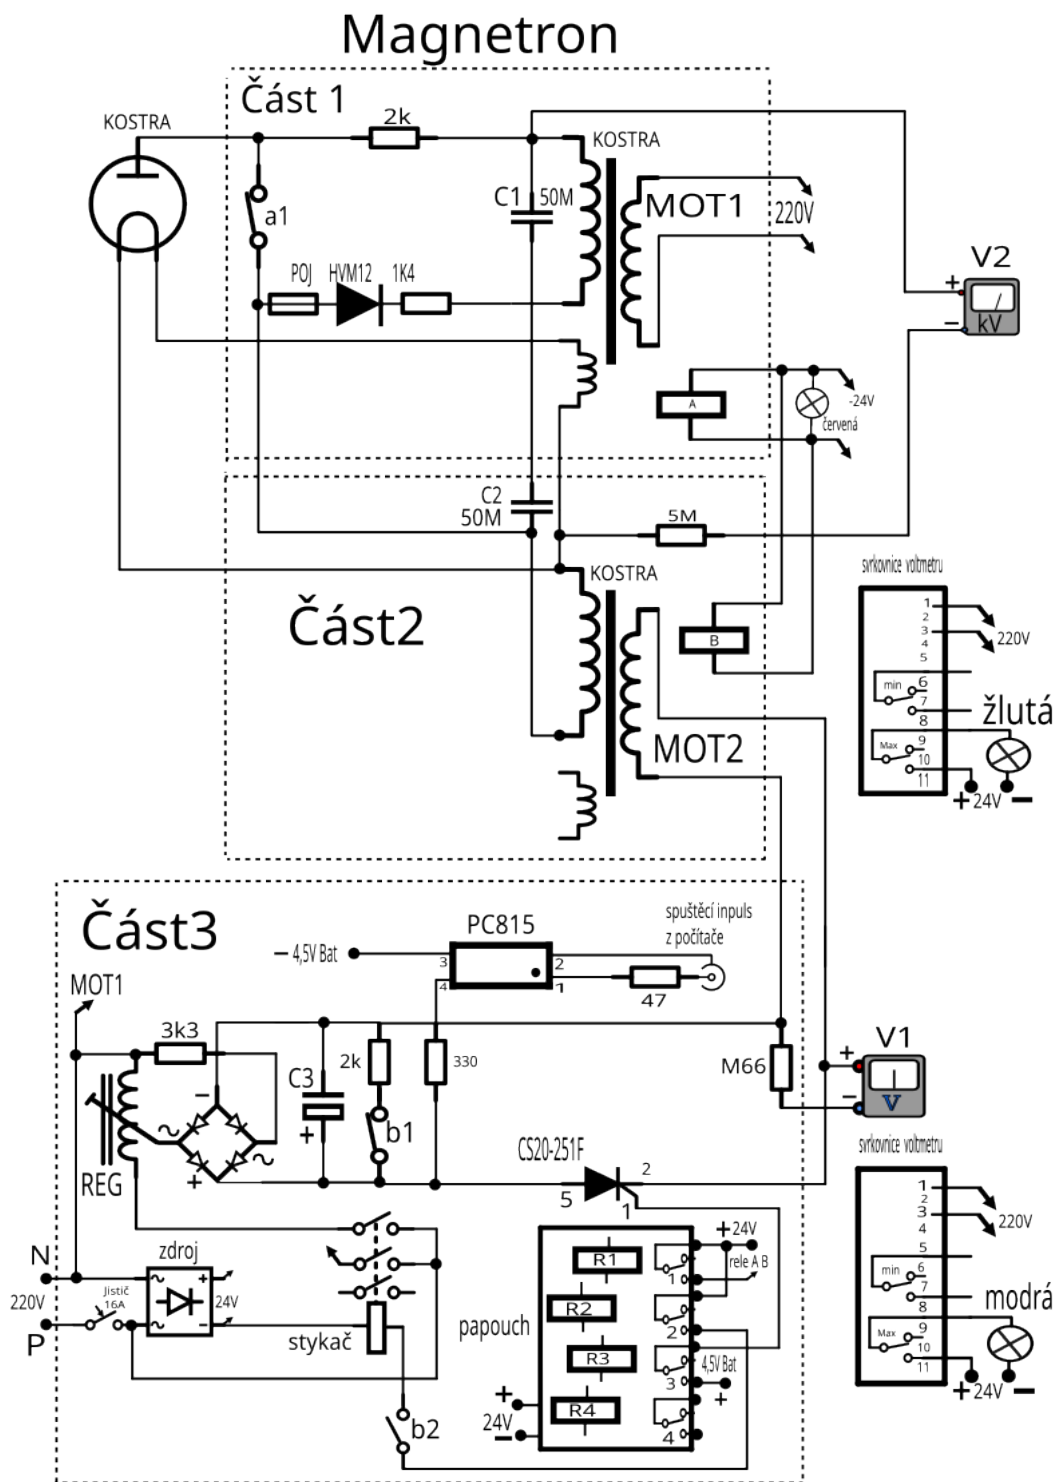 Magnetron
Část 1
KOSTRA
2k
KOSTRA
C1 50M
MOT1
220V
a1
POJ HVM12 1K4
V2
+
−
kV
A
-24V
červená
C2
50M
5M
KOSTRA
Část2
B
MOT2
svrkovnice voltmetru
1
2
3
4
5
220V
min
6
7
8
žlutá
Max
9
10
11
+ 24V −
Část3
PC815
spuštěcí inpuls
z počítače
− 4,5V Bat
3
4
2
1
47
MOT1
3k3
2k
330
C3
+
−
~
~
+
b1
REG
M66
V1
+
−
V
CS20-251F
5
2
1
svrkovnice voltmetru
1
2
3
4
5
220V
min
6
7
8
modrá
Max
9
10
11
+ 24V −
N
220V
P
Jistič
16A
zdroj
~
~
+
−
24V
stykač
b2
papouch
+
24V
−
R1
R2
R3
R4
1
2
3
4
+ 24V
rele A B
4,5V Bat
+